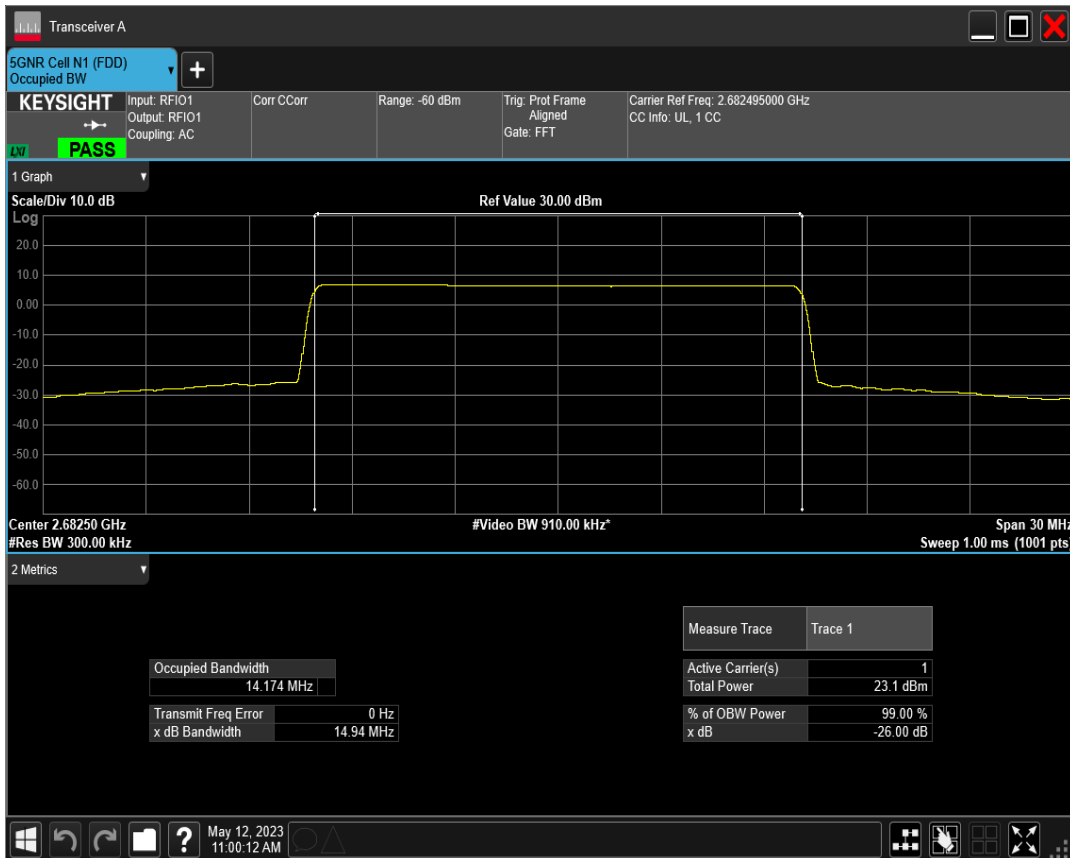 Transceiver A
5GNR Cell N1 (FDD)
Occupied BW
+
KEYSIGHT
LXI
PASS
Input: RFIO1
Output: RFIO1
Coupling: AC
Corr CCorr
Range: -60 dBm
Trig: Prot Frame
Aligned
Gate: FFT
Carrier Ref Freq: 2.682495000 GHz
CC Info: UL, 1 CC
1 Graph
Scale/Div 10.0 dB
Ref Value 30.00 dBm
Log
20.0
10.0
0.00
-10.0
-20.0
-30.0
-40.0
-50.0
-60.0
Center 2.68250 GHz
#Video BW 910.00 kHz*
Span 30 MHz
#Res BW 300.00 kHz
Sweep 1.00 ms (1001 pts)
2 Metrics
Measure Trace Trace 1
Occupied Bandwidth
14.174 MHz
Active Carrier(s) 1
Total Power 23.1 dBm
Transmit Freq Error 0 Hz
x dB Bandwidth 14.94 MHz
% of OBW Power 99.00 %
x dB -26.00 dB
?
May 12, 2023
11:00:12 AM